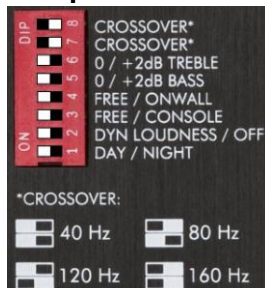 DIP
8 CROSSOVER*
7 CROSSOVER*
6 0 / +2dB TREBLE
5 0 / +2dB BASS
4 FREE / ONWALL
3 FREE / CONSOLE
2 DYN LOUDNESS / OFF
1 DAY / NIGHT
ON
*CROSSOVER:
40 Hz 80 Hz
120 Hz 160 Hz